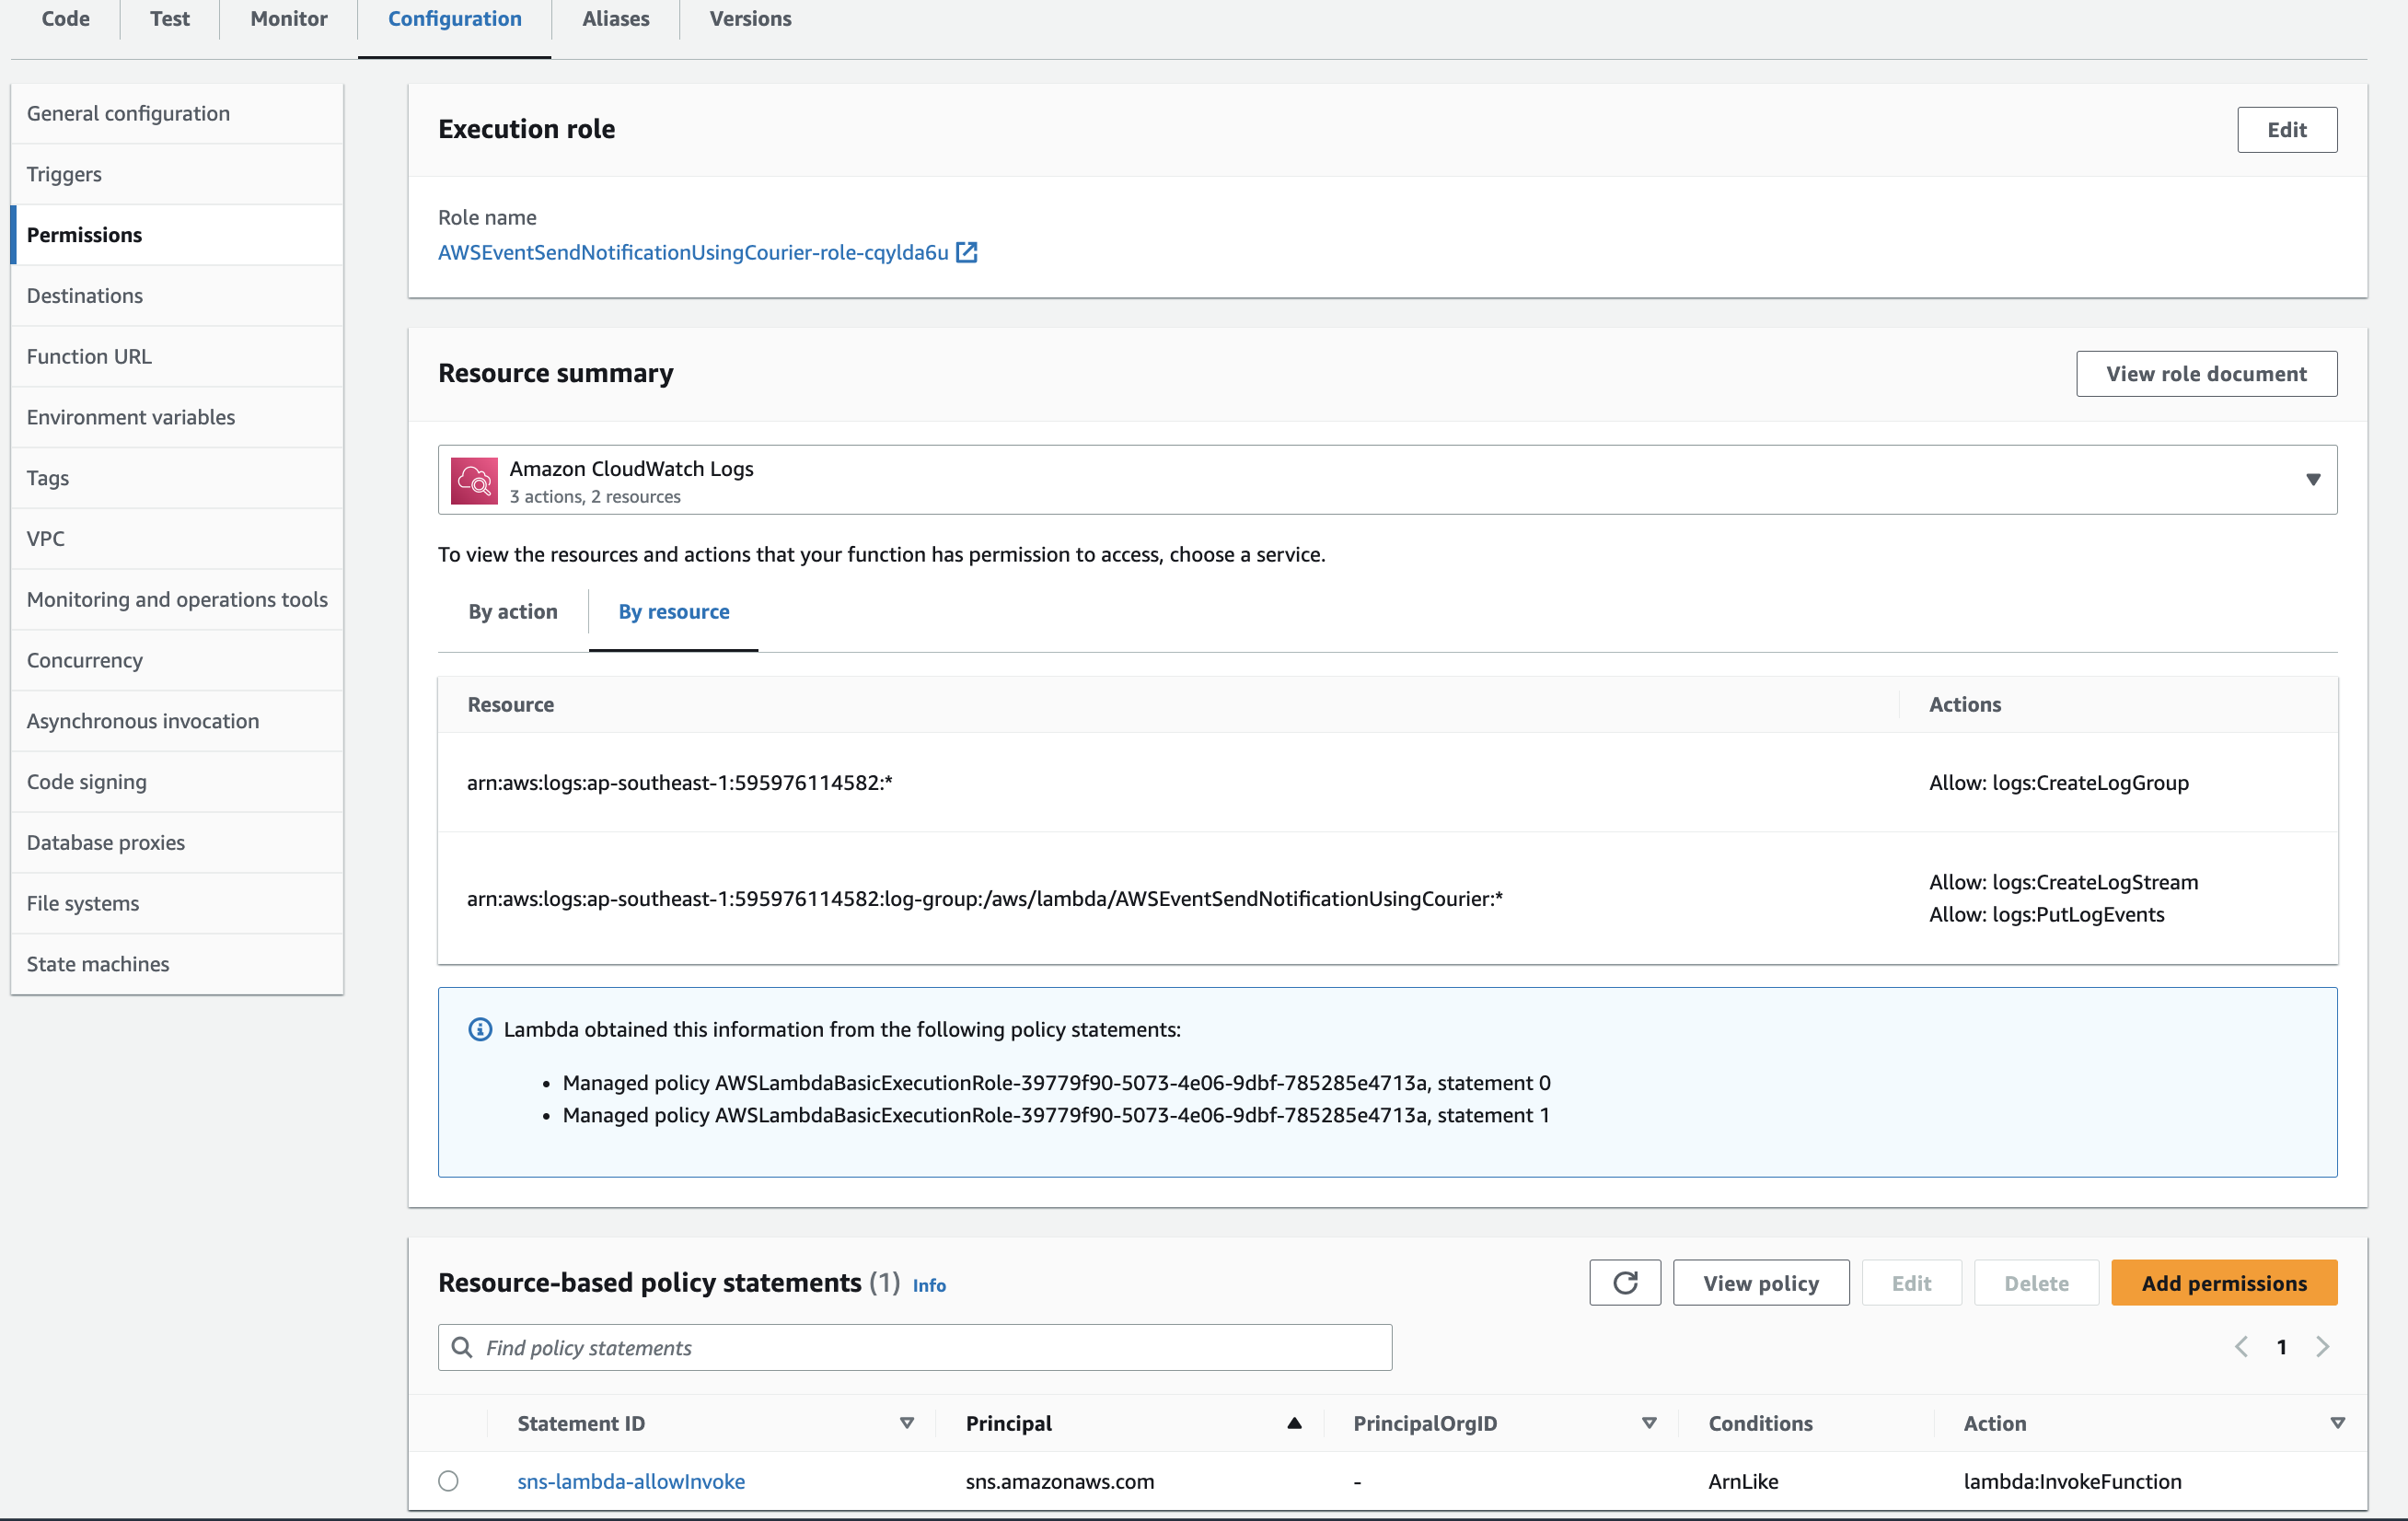 Code Test Monitor Configuration Aliases Versions
General configuration
Triggers
Permissions
Destinations
Function URL
Environment variables
Tags
VPC
Monitoring and operations tools
Concurrency
Asynchronous invocation
Code signing
Database proxies
File systems
State machines
Execution role
Edit
Role name
AWSEventSendNotificationUsingCourier-role-cqylda6u
Resource summary
View role document
Amazon CloudWatch Logs
3 actions, 2 resources
To view the resources and actions that your function has permission to access, choose a service.
By action By resource
Resource Actions
arn:aws:logs:ap-southeast-1:595976114582:* Allow: logs:CreateLogGroup
arn:aws:logs:ap-southeast-1:595976114582:log-group:/aws/lambda/AWSEventSendNotificationUsingCourier:*
Allow: logs:CreateLogStream
Allow: logs:PutLogEvents
Lambda obtained this information from the following policy statements:
• Managed policy AWSLambdaBasicExecutionRole-39779f90-5073-4e06-9dbf-785285e4713a, statement 0
• Managed policy AWSLambdaBasicExecutionRole-39779f90-5073-4e06-9dbf-785285e4713a, statement 1
Resource-based policy statements (1) Info
View policy Edit Delete Add permissions
Find policy statements
1
Statement ID Principal PrincipalOrgID Conditions Action
sns-lambda-allowInvoke sns.amazonaws.com - ArnLike lambda:InvokeFunction